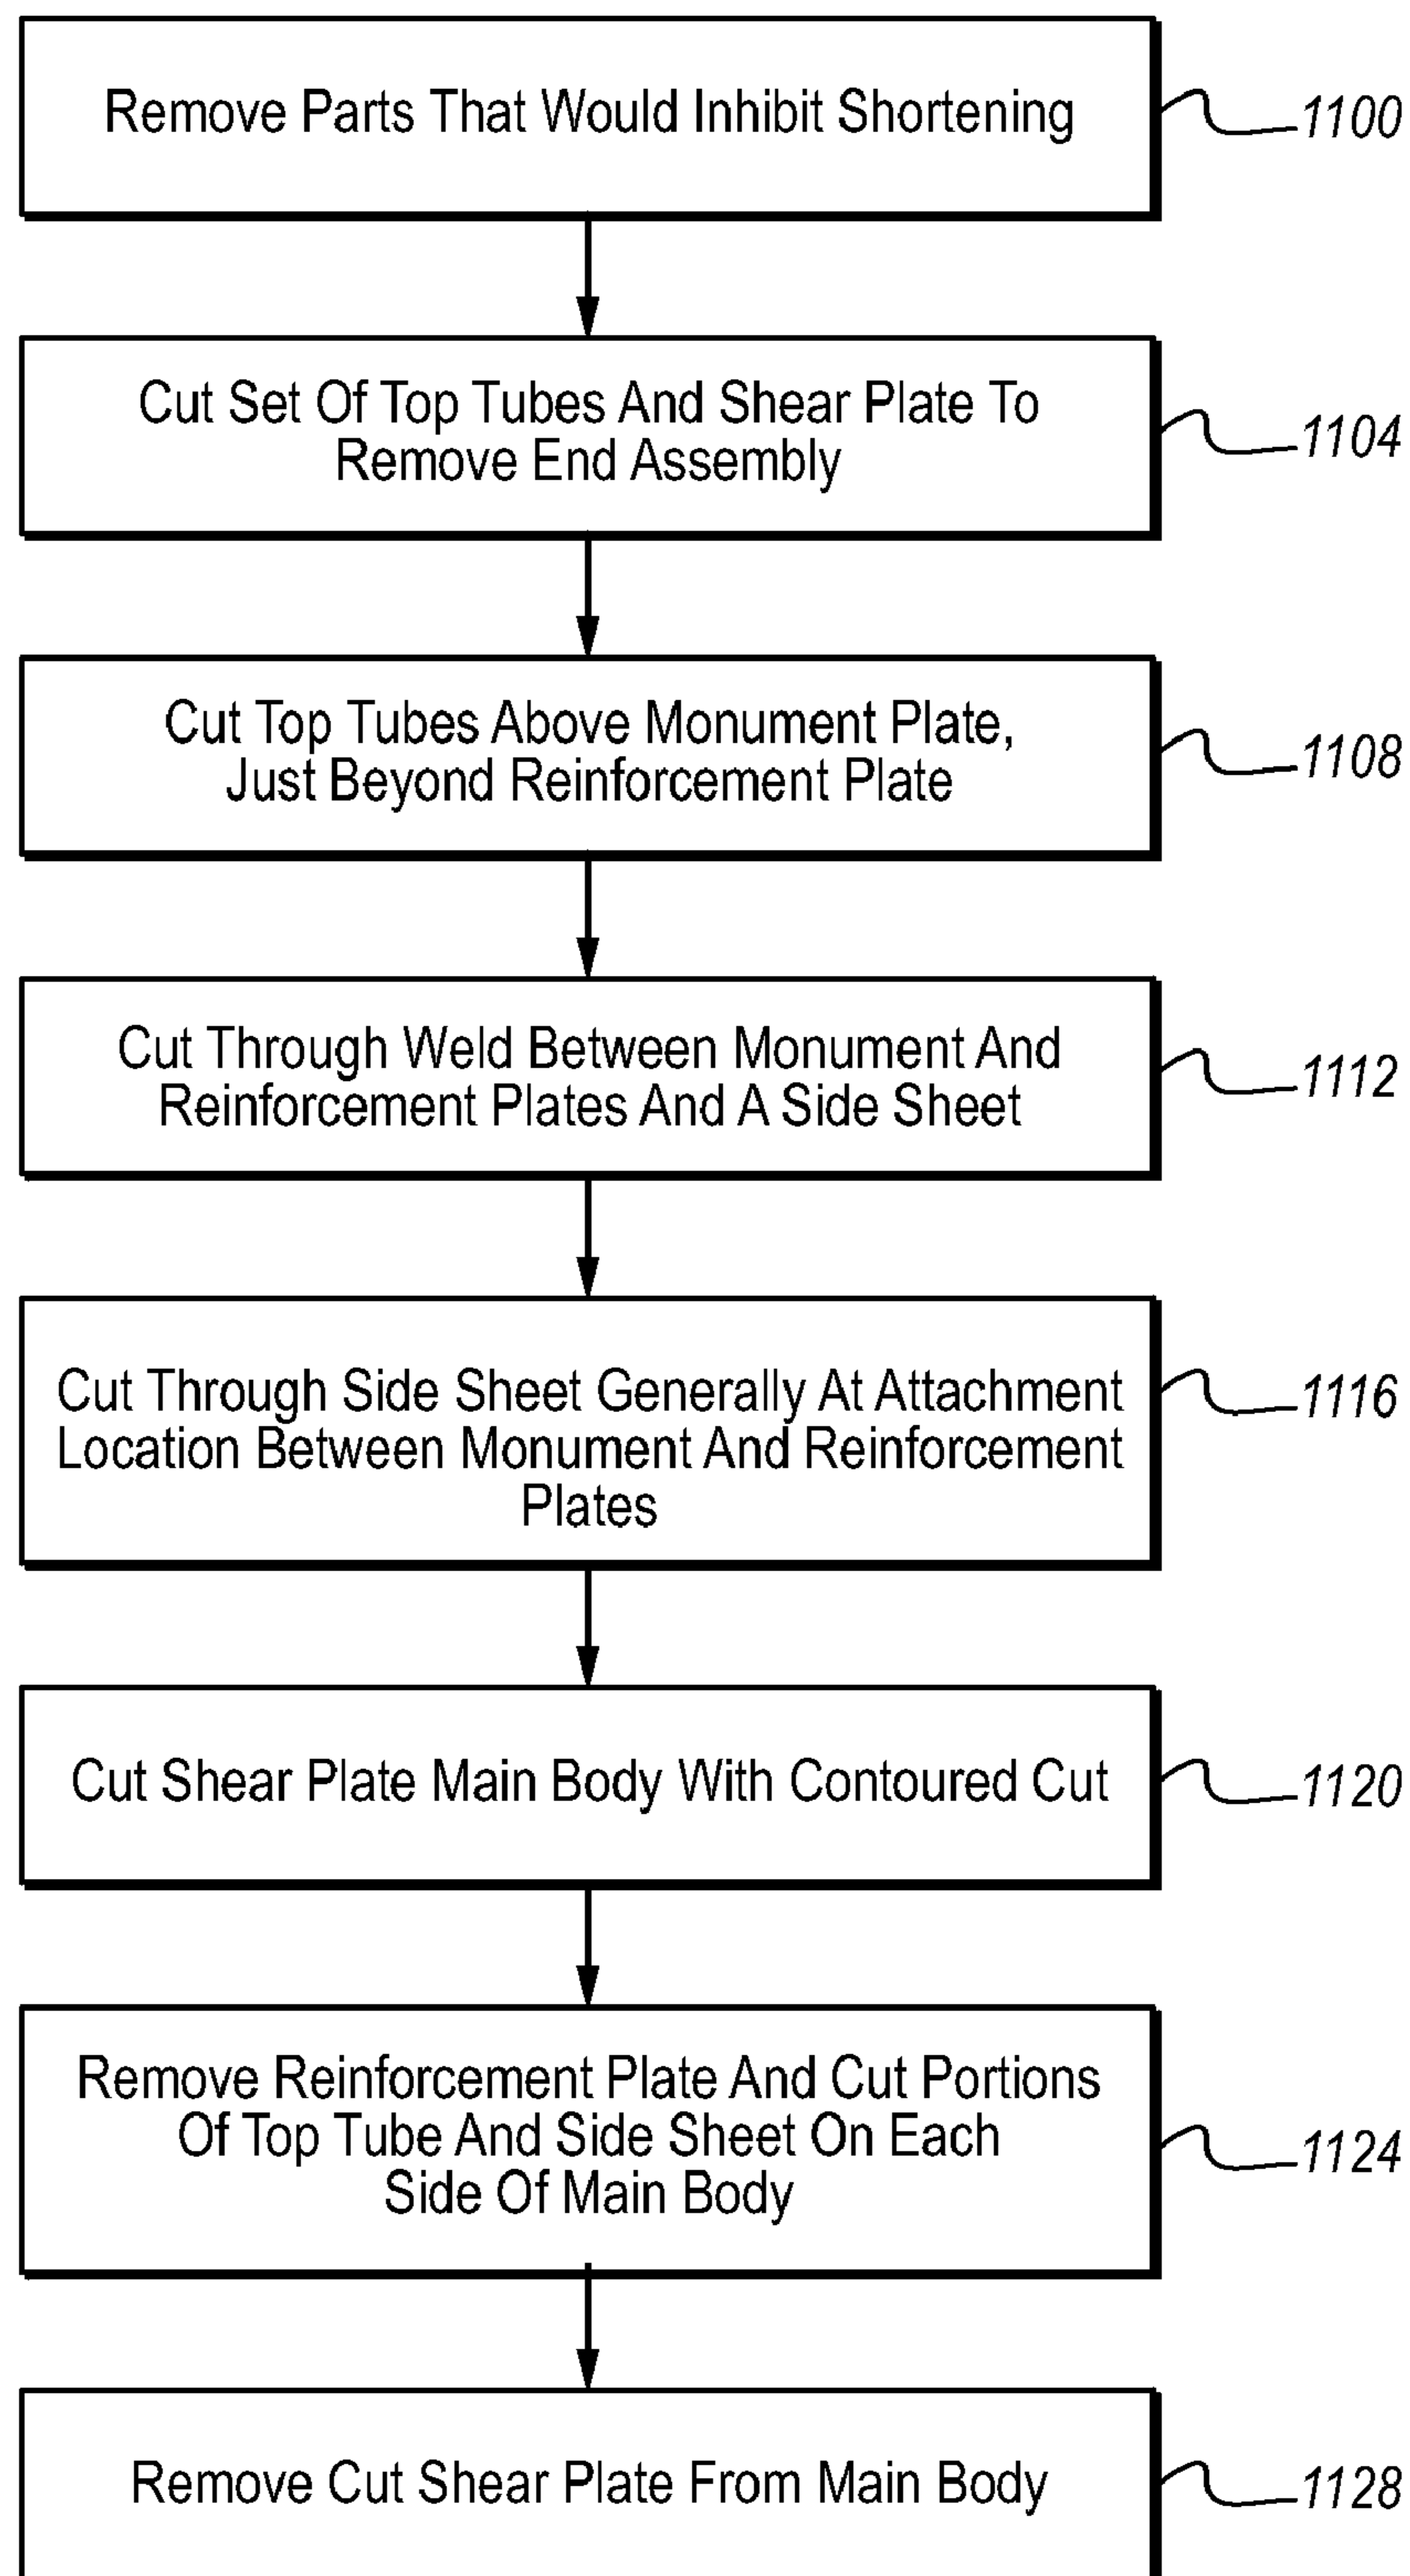 Remove Parts That Would Inhibit Shortening
1100
Cut Set Of Top Tubes And Shear Plate To
Remove End Assembly
1104
Cut Top Tubes Above Monument Plate,
Just Beyond Reinforcement Plate
1108
Cut Through Weld Between Monument And
Reinforcement Plates And A Side Sheet
1112
Cut Through Side Sheet Generally At Attachment
Location Between Monument And Reinforcement
Plates
1116
Cut Shear Plate Main Body With Contoured Cut
1120
Remove Reinforcement Plate And Cut Portions
Of Top Tube And Side Sheet On Each
Side Of Main Body
1124
Remove Cut Shear Plate From Main Body
1128